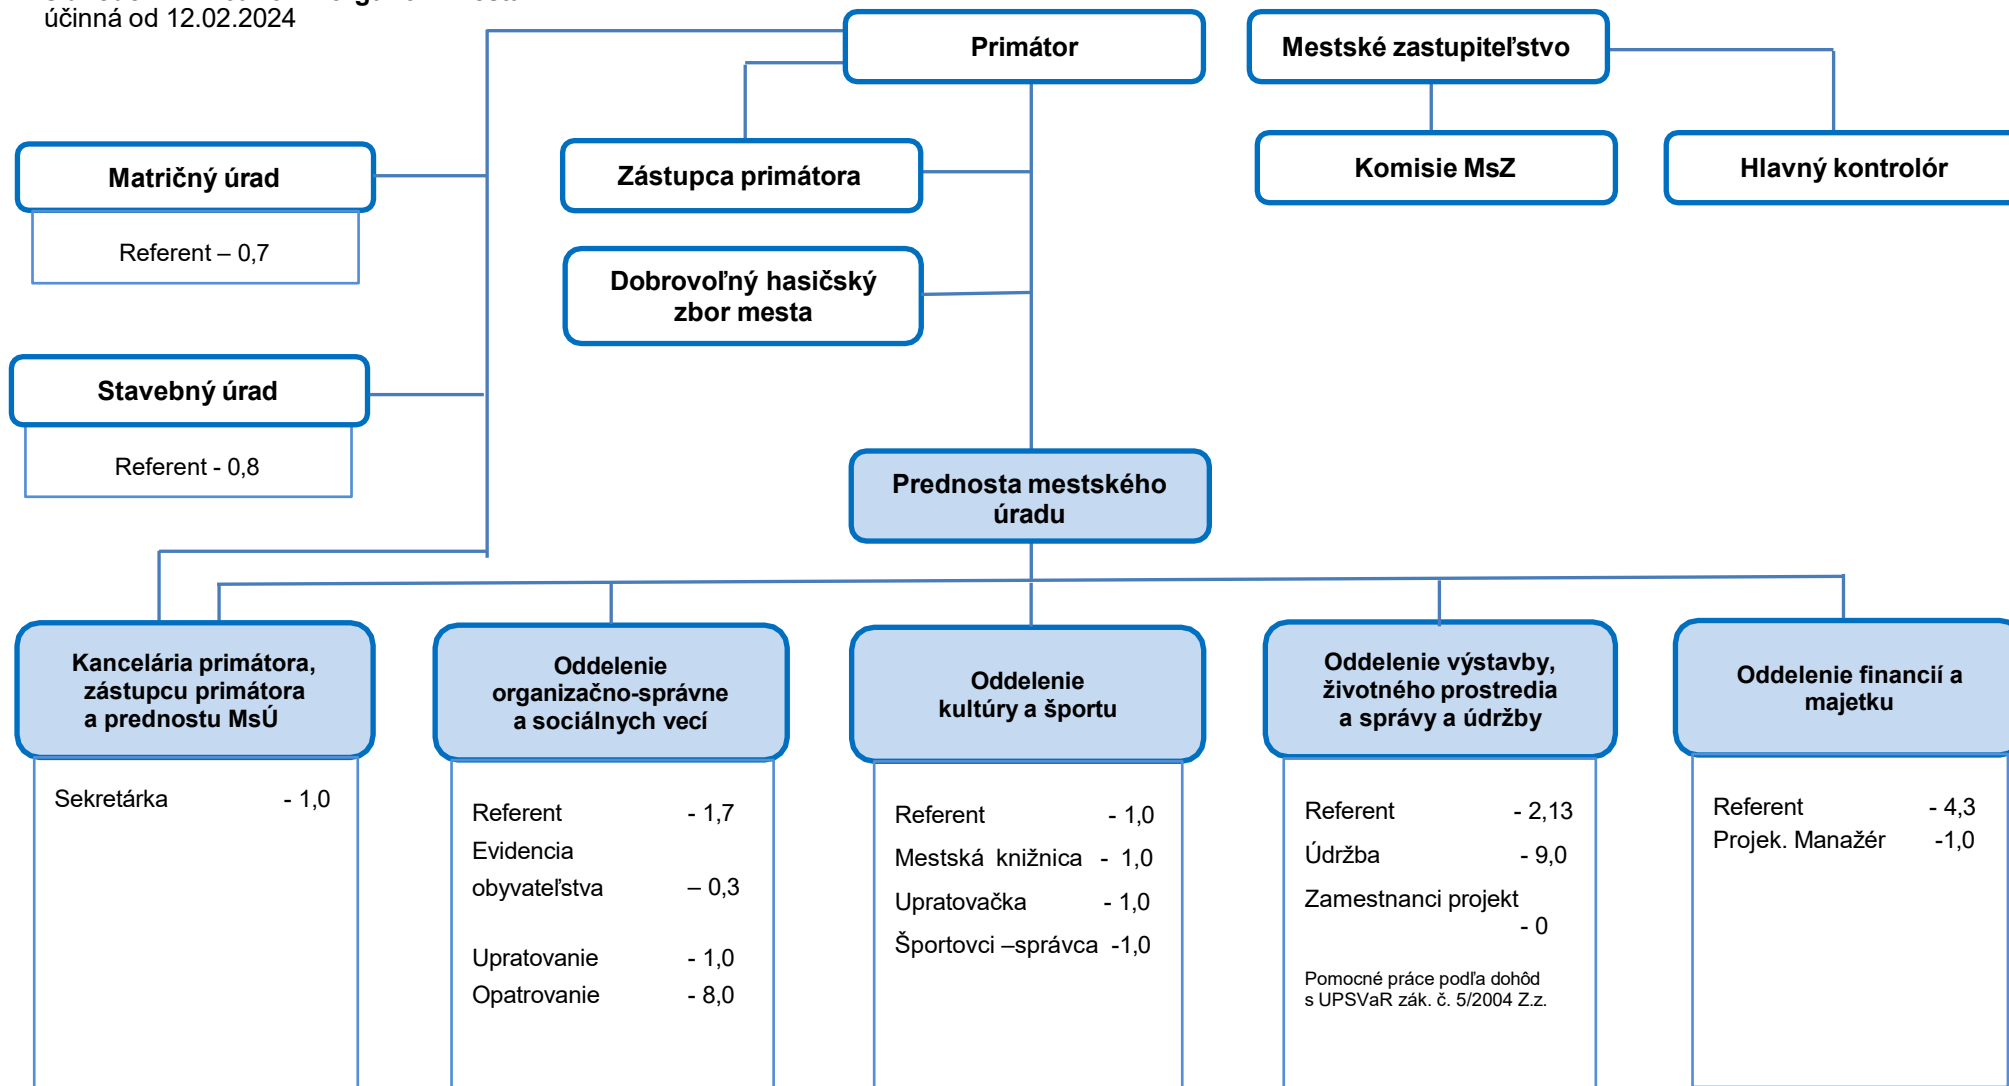 účinná od 12.02.2024
Primátor
Mestské zastupiteľstvo
Matričný úrad
Referent – 0,7
Zástupca primátora
Komisie MsZ
Hlavný kontrolór
Dobrovoľný hasičský
zbor mesta
Stavebný úrad
Referent - 0,8
Prednosta mestského
úradu
Kancelária primátora,
zástupcu primátora
a prednostu MsÚ
Sekretárka - 1,0
Oddelenie
organizačno-správne
a sociálnych vecí
Referent - 1,7
Evidencia
obyvateľstva – 0,3
Upratovanie - 1,0
Opatrovanie - 8,0
Oddelenie
kultúry a športu
Referent - 1,0
Mestská knižnica - 1,0
Upratovačka - 1,0
Športovci –správca -1,0
Oddelenie výstavby,
životného prostredia
a správy a údržby
Referent - 2,13
Údržba - 9,0
Zamestnanci projekt
- 0
Pomocné práce podľa dohôd
s UPSVaR zák. č. 5/2004 Z.z.
Oddelenie financií a
majetku
Referent - 4,3
Projek. Manažér -1,0